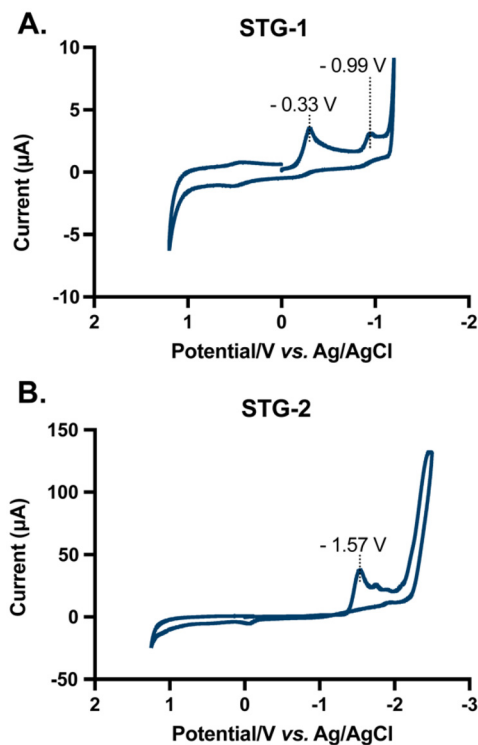 A.
STG-1
- 0.99 V
- 0.33 V
10
5
0
-5
-10
Current (µA)
2
1
0
-1
-2
Potential/V vs. Ag/AgCl
B.
STG-2
150
100
50
0
-50
Current (µA)
- 1.57 V
2
1
0
-1
-2
-3
Potential/V vs. Ag/AgCl